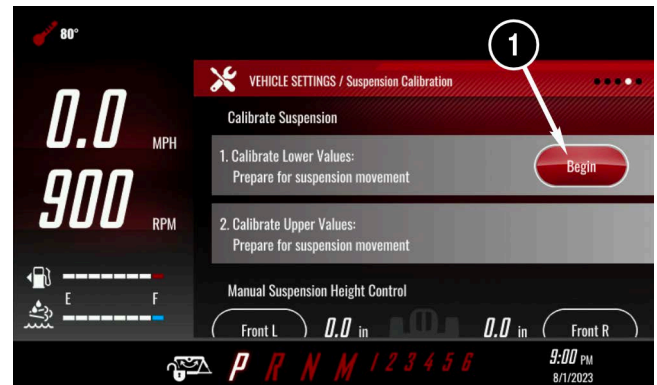 80°
1
VEHICLE SETTINGS / Suspension Calibration
0.0 MPH
900 RPM
Calibrate Suspension
1. Calibrate Lower Values:
Prepare for suspension movement
Begin
2. Calibrate Upper Values:
Prepare for suspension movement
E F
Manual Suspension Height Control
Front L 0.0 in 0.0 in Front R
P R N M 1 2 3 4 5 6
9:00 PM
8/1/2023